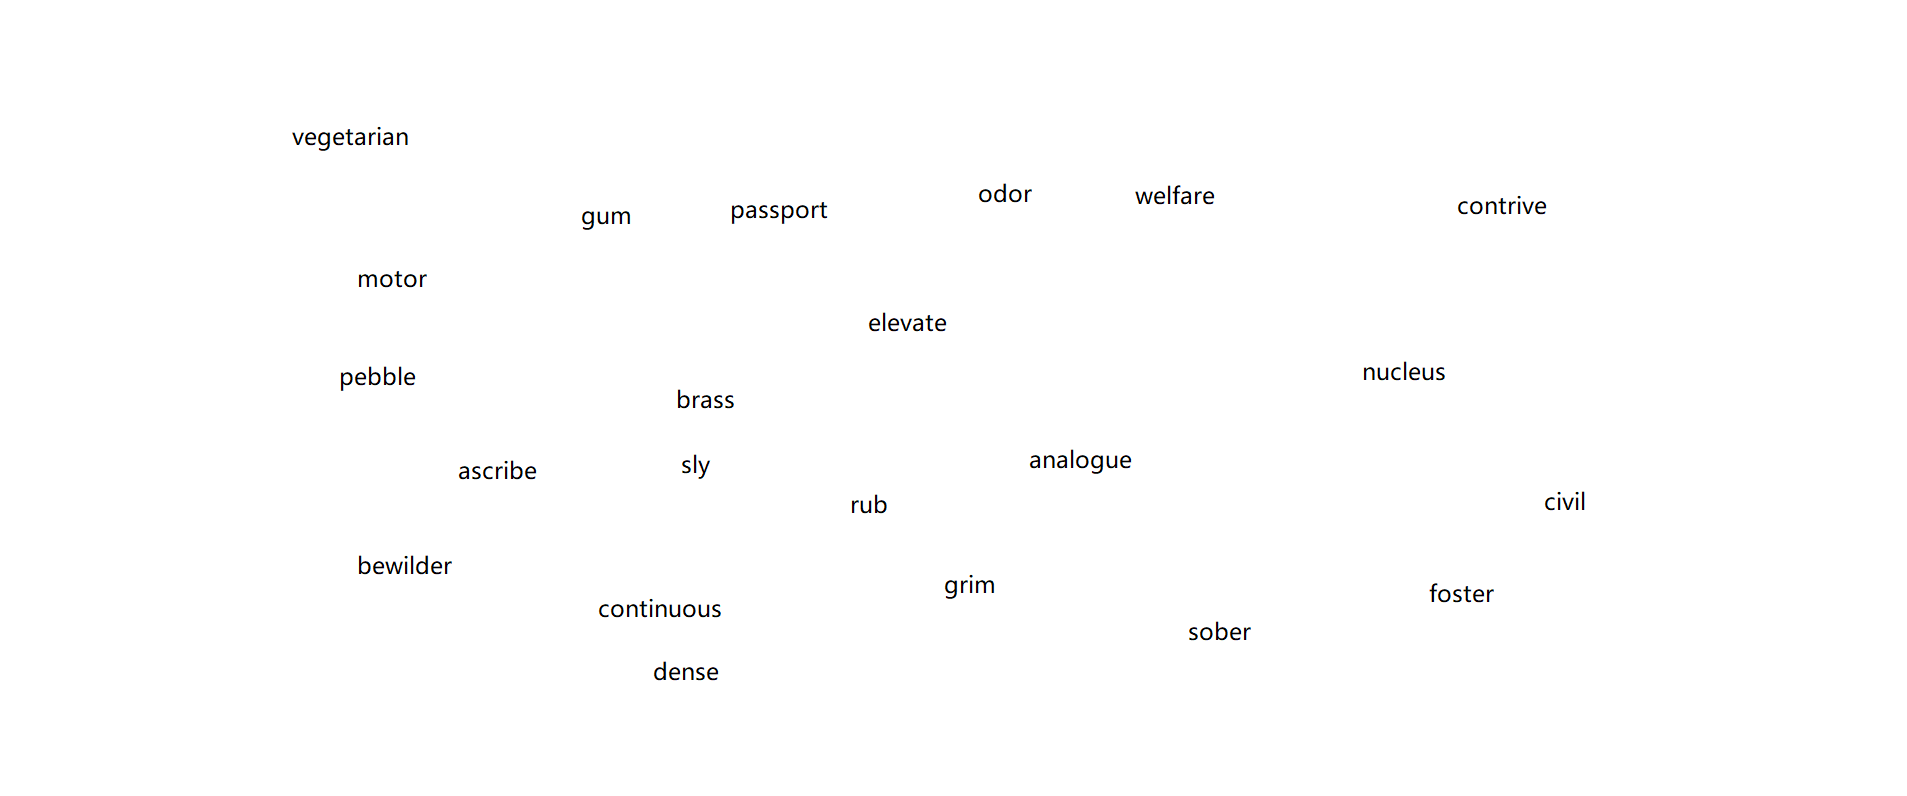 vegetarian
odor
welfare
contrive
passport
gum
motor
elevate
nucleus
pebble
brass
analogue
sly
ascribe
civil
rub
bewilder
grim
foster
continuous
sober
dense